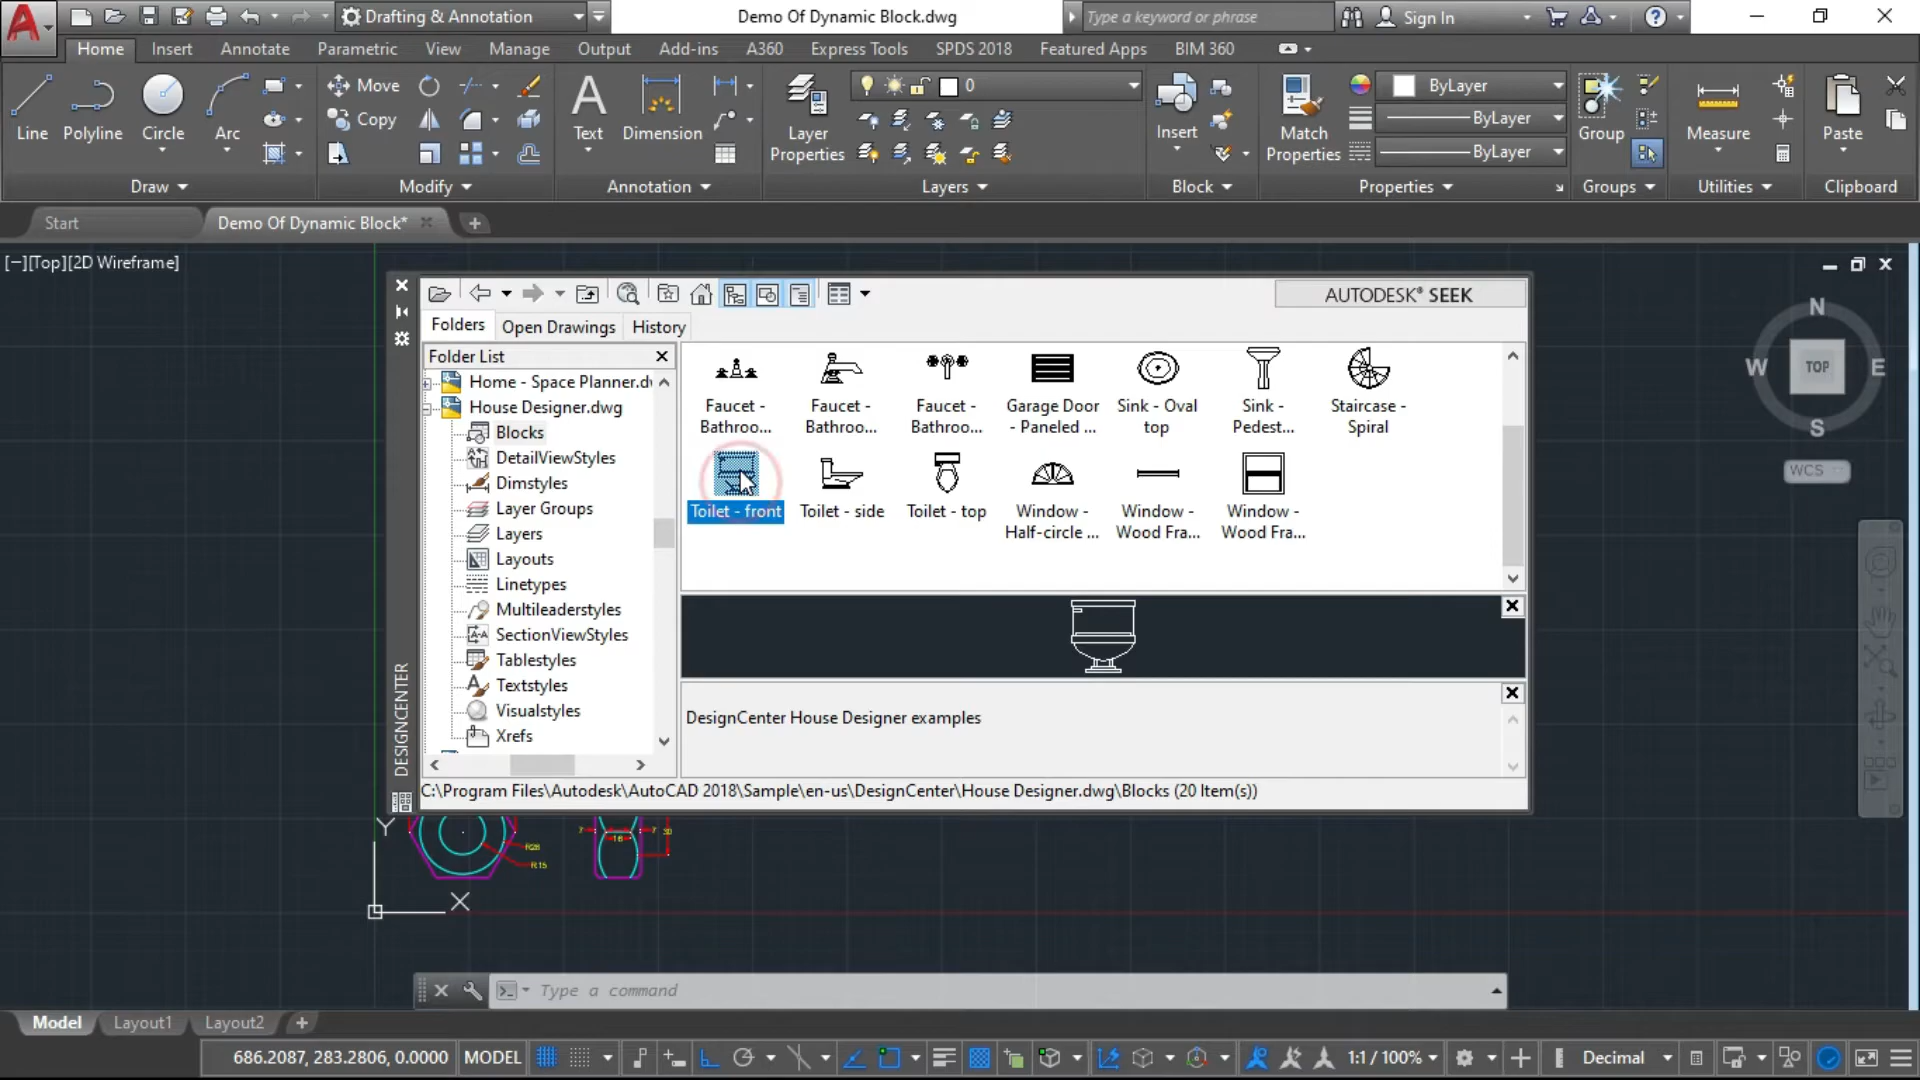 Drafting & Annotation
Demo Of Dynamic Block.dwg
Type a keyword or phrase
Sign In
Home Insert Annotate Parametric View Manage Output Add-ins A360 Express Tools SPDS 2018 Featured Apps BIM 360
Line Polyline Circle Arc
Move
Copy
Text Dimension
Layer Properties
0
Insert
Match Properties
ByLayer
ByLayer
ByLayer
Group
Measure
Paste
Draw Modify Annotation Layers Block Properties Groups Utilities Clipboard
Start Demo Of Dynamic Block*
[−][Top][2D Wireframe]
N
W TOP E
S
WCS
AUTODESK® SEEK
Folders Open Drawings History
Folder List
Home - Space Planner.dw
House Designer.dwg
Blocks
DetailViewStyles
Dimstyles
Layer Groups
Layers
Layouts
Linetypes
Multileaderstyles
SectionViewStyles
Tablestyles
Textstyles
Visualstyles
Xrefs
DESIGNCENTER
Faucet - Bathroo...
Faucet - Bathroo...
Faucet - Bathroo...
Garage Door - Paneled ...
Sink - Oval top
Sink - Pedest...
Staircase - Spiral
Toilet - front
Toilet - side
Toilet - top
Window - Half-circle ...
Window - Wood Fra...
Window - Wood Fra...
DesignCenter House Designer examples
C:\Program Files\Autodesk\AutoCAD 2018\Sample\en-us\DesignCenter\House Designer.dwg\Blocks (20 Item(s))
Y
X
R15
7 16 7
Type a command
Model Layout1 Layout2
686.2087, 283.2806, 0.0000 MODEL
1:1 / 100%
Decimal